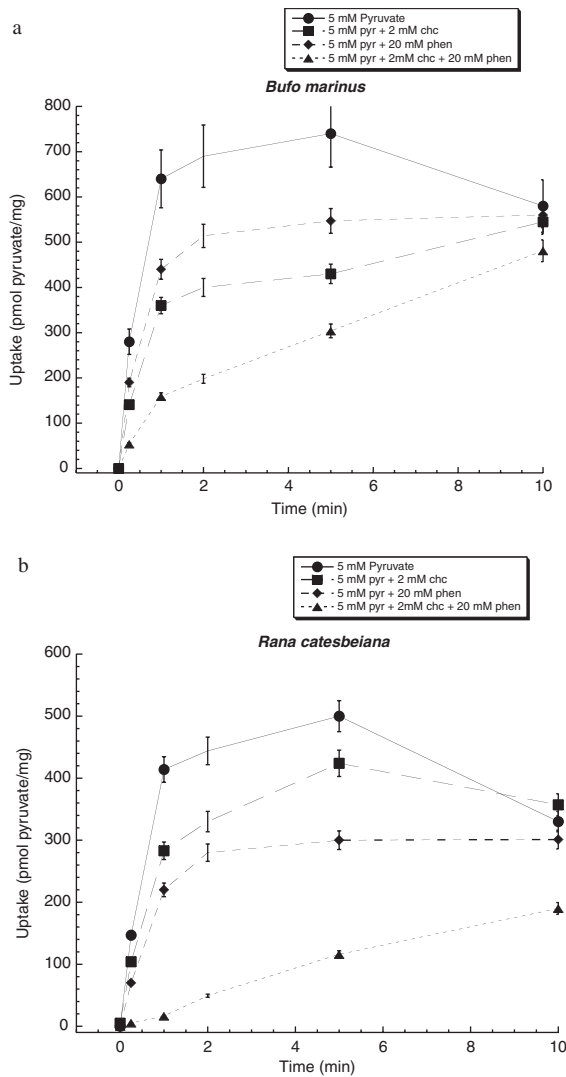 a
5 mM Pyruvate
5 mM pyr + 2 mM chc
5 mM pyr + 20 mM phen
5 mM pyr + 2mM chc + 20 mM phen
Bufo marinus
Uptake (pmol pyruvate/mg)
800
700
600
500
400
300
200
100
0
0 2 4 6 8 10
Time (min)
b
5 mM Pyruvate
5 mM pyr + 2 mM chc
5 mM pyr + 20 mM phen
5 mM pyr + 2mM chc + 20 mM phen
Rana catesbeiana
Uptake (pmol pyruvate/mg)
600
500
400
300
200
100
0
0 2 4 6 8 10
Time (min)